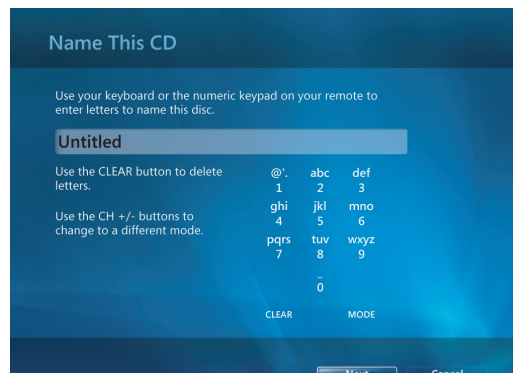 Name This CD
Use your keyboard or the numeric keypad on your remote to
enter letters to name this disc.
Untitled
Use the CLEAR button to delete
letters.
Use the CH +/- buttons to
change to a different mode.
@'. abc def
1 2 3
ghi jkl mno
4 5 6
pqrs tuv wxyz
7 8 9
_
0
CLEAR MODE
Next Cancel